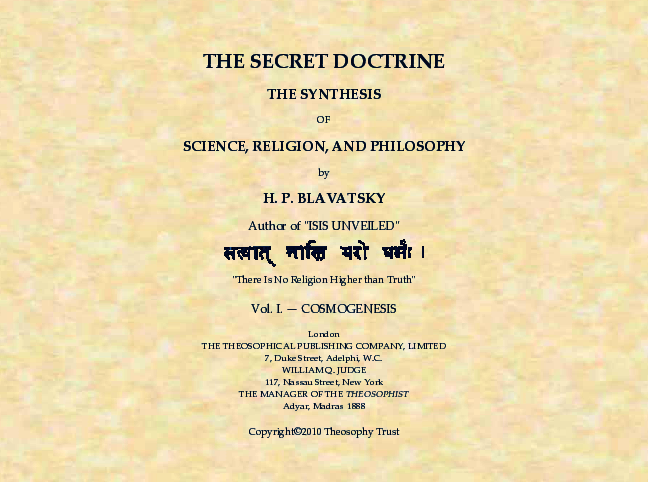 THE SECRET DOCTRINE
THE SYNTHESIS
OF
SCIENCE, RELIGION, AND PHILOSOPHY
by
H. P. BLAVATSKY
Author of "ISIS UNVEILED"
सत्यात् नास्ति परो धर्मः ।
"There Is No Religion Higher than Truth"
Vol. I. — COSMOGENESIS
London
THE THEOSOPHICAL PUBLISHING COMPANY, LIMITED
7, Duke Street, Adelphi, W.C.
WILLIAM Q. JUDGE
117, Nassau Street, New York
THE MANAGER OF THE THEOSOPHIST
Adyar, Madras 1888
Copyright©2010 Theosophy Trust